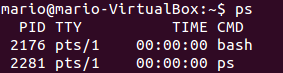 mario@mario-VirtualBox:~$ ps
PID TTY TIME CMD
2176 pts/1 00:00:00 bash
2281 pts/1 00:00:00 ps